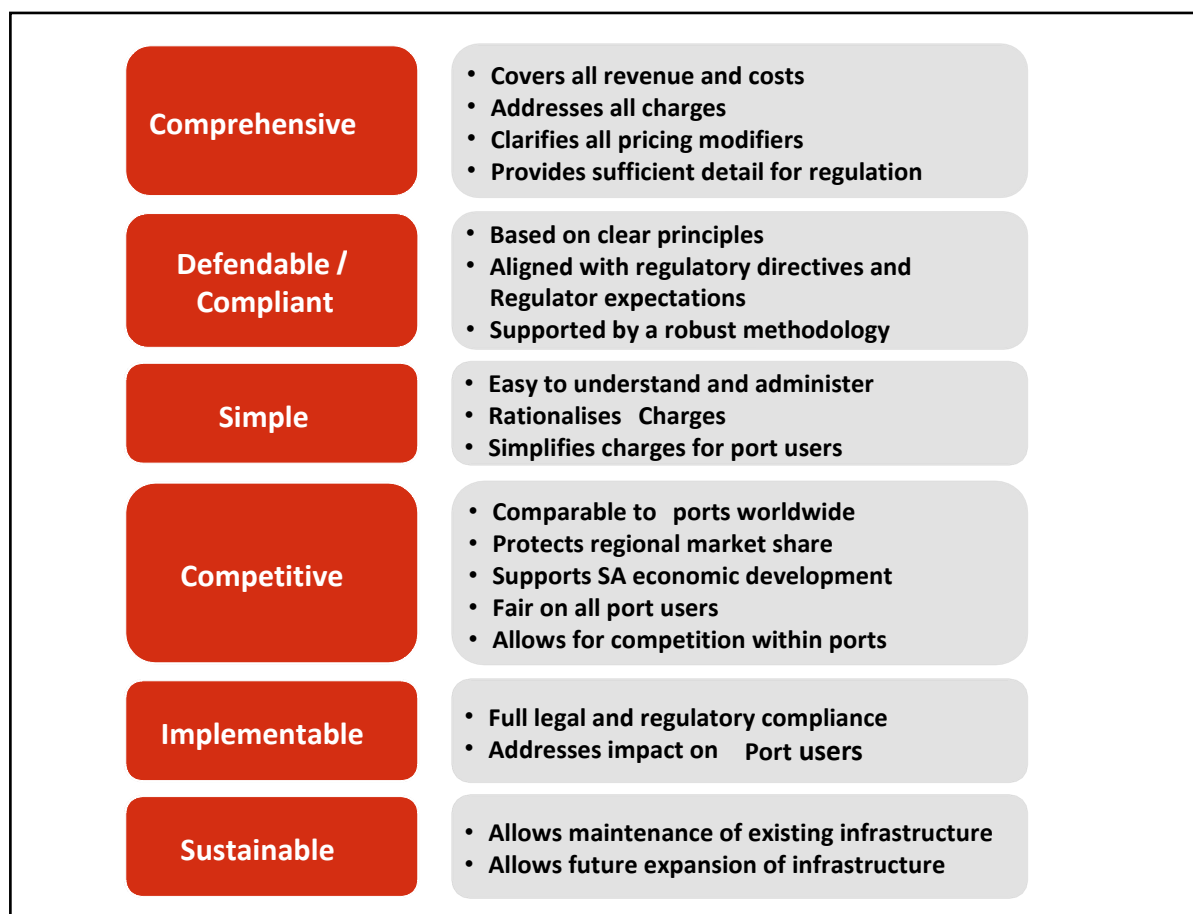 Comprehensive
• Covers all revenue and costs
• Addresses all charges
• Clarifies all pricing modifiers
• Provides sufficient detail for regulation
Defendable /
Compliant
• Based on clear principles
• Aligned with regulatory directives and
Regulator expectations
• Supported by a robust methodology
Simple
• Easy to understand and administer
• Rationalises Charges
• Simplifies charges for port users
Competitive
• Comparable to ports worldwide
• Protects regional market share
• Supports SA economic development
• Fair on all port users
• Allows for competition within ports
Implementable
• Full legal and regulatory compliance
• Addresses impact on Port users
Sustainable
• Allows maintenance of existing infrastructure
• Allows future expansion of infrastructure